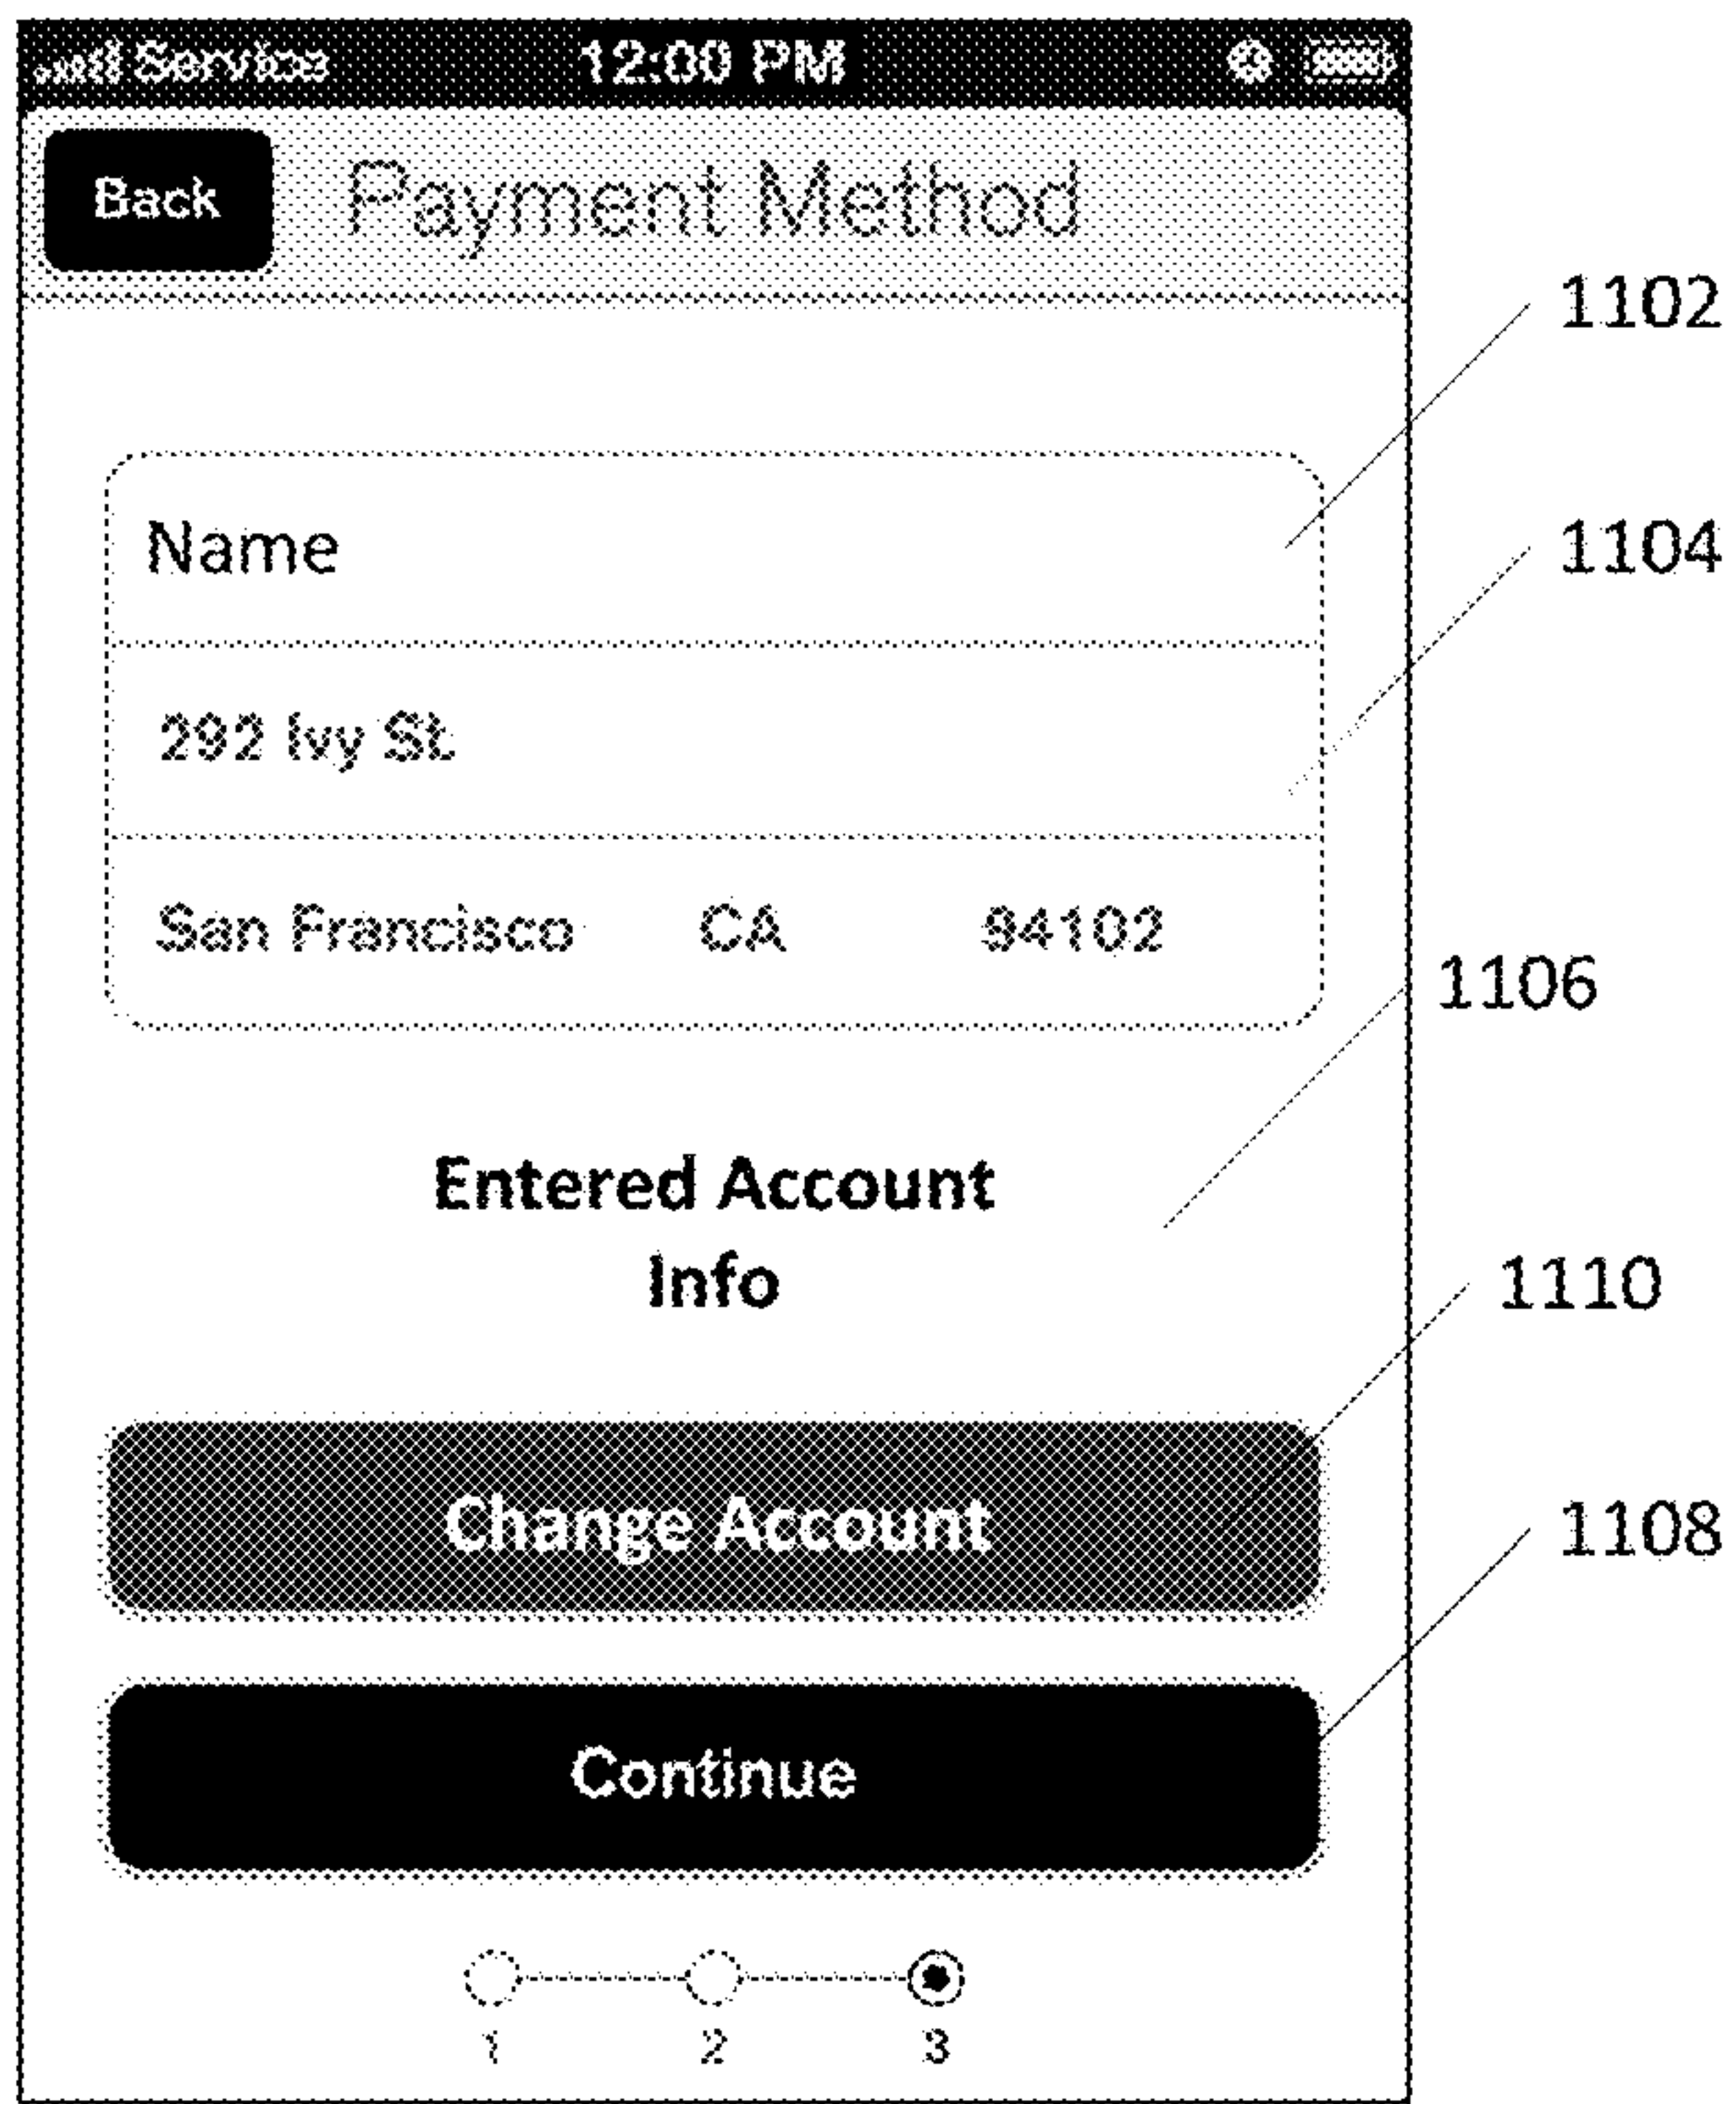 Service 12:00 PM
Back Payment Method
1102
Name
1104
292 Ivy St.
San Francisco CA 94102
1106
Entered Account
Info
1110
Change Account
1108
Continue
1 2 3